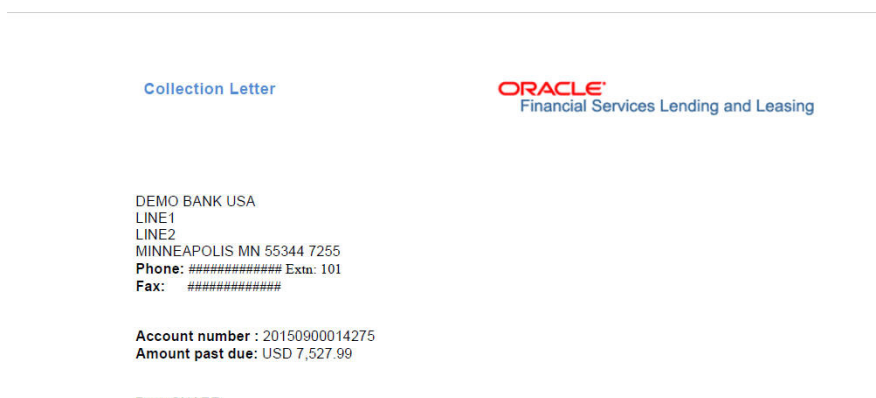 Collection Letter
ORACLE
Financial Services Lending and Leasing
DEMO BANK USA
LINE1
LINE2
MINNEAPOLIS MN 55344 7255
Phone: ############# Extn: 101
Fax: #############
Account number : 20150900014275
Amount past due: USD 7,527.99